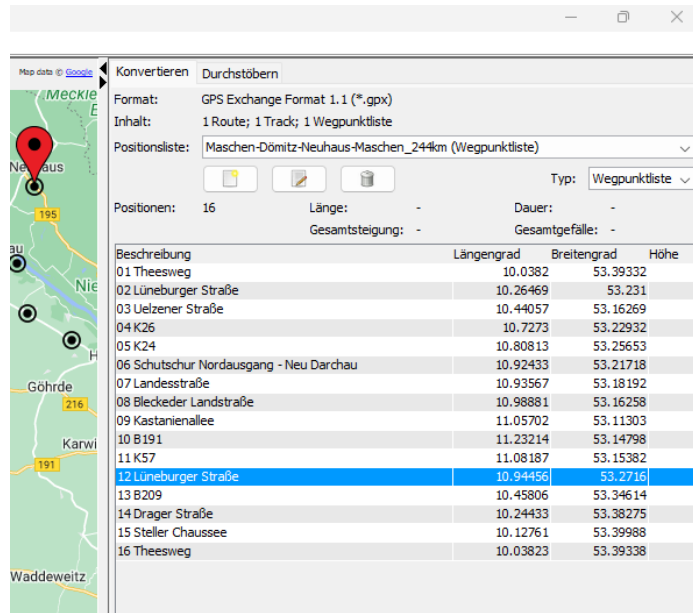 Map data © Google
Konvertieren Durchstöbern
Format: GPS Exchange Format 1.1 (*.gpx)
Inhalt: 1 Route; 1 Track; 1 Wegpunktliste
Positionsliste: Maschen-Dömitz-Neuhaus-Maschen_244km (Wegpunktliste)
Typ: Wegpunktliste
Positionen: 16 Länge: - Dauer: -
Gesamtsteigung: - Gesamtgefälle: -
Beschreibung Längengrad Breitengrad Höhe
01 Theesweg 10.0382 53.39332
02 Lüneburger Straße 10.26469 53.231
03 Uelzener Straße 10.44057 53.16269
04 K26 10.7273 53.22932
05 K24 10.80813 53.25653
06 Schutschur Nordausgang - Neu Darchau 10.92433 53.21718
07 Landesstraße 10.93567 53.18192
08 Bleckeder Landstraße 10.98881 53.16258
09 Kastanienallee 11.05702 53.11303
10 B191 11.23214 53.14798
11 K57 11.08187 53.15382
12 Lüneburger Straße 10.94456 53.2716
13 B209 10.45806 53.34614
14 Drager Straße 10.24433 53.38275
15 Steller Chaussee 10.12761 53.39988
16 Theesweg 10.03823 53.39338
Meckle
195
Nie
Göhrde
216
Karwi
191
Waddeweitz